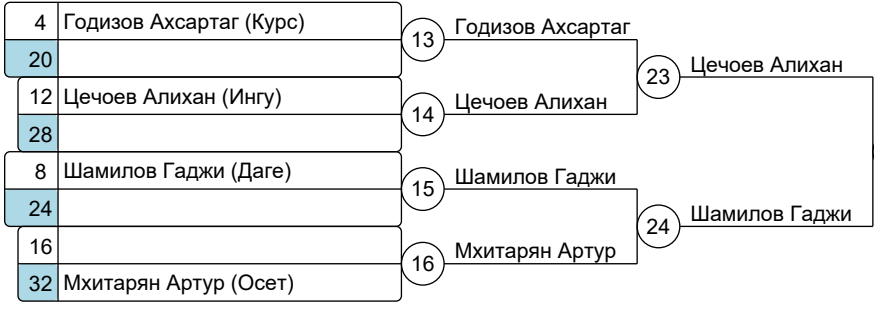 4 Годизов Ахсартаг (Курс)
20
13 Годизов Ахсартаг
12 Цечоев Алихан (Ингу)
28
14 Цечоев Алихан
23 Цечоев Алихан
8 Шамилов Гаджи (Даге)
24
15 Шамилов Гаджи
16
32 Мхитарян Артур (Осет)
16 Мхитарян Артур
24 Шамилов Гаджи